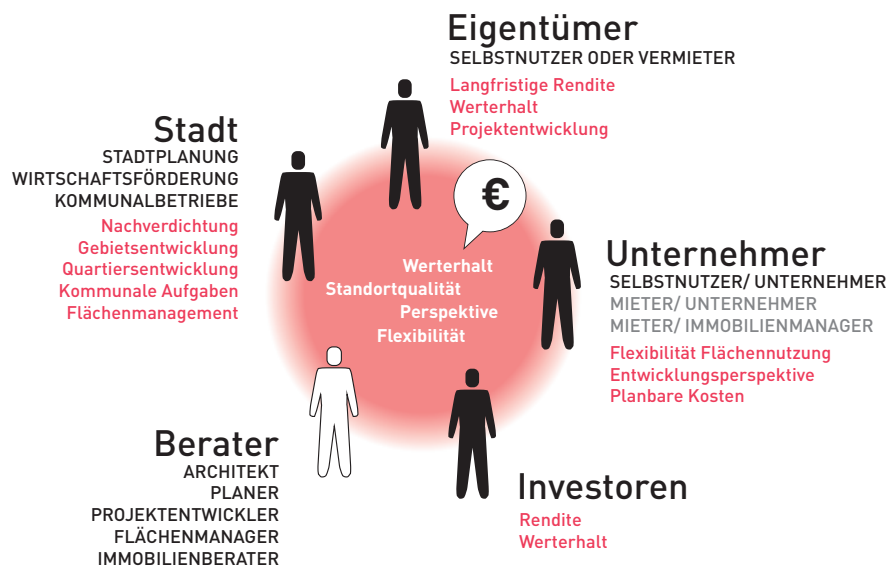 Eigentümer
SELBSTNUTZER ODER VERMIETER
Langfristige Rendite
Werterhalt
Projektentwicklung
Stadt
STADTPLANUNG
WIRTSCHAFTSFÖRDERUNG
KOMMUNALBETRIEBE
Nachverdichtung
Gebietsentwicklung
Quartiersentwicklung
Kommunale Aufgaben
Flächenmanagement
€
Werterhalt
Standortqualität
Perspektive
Flexibilität
Unternehmer
SELBSTNUTZER/ UNTERNEHMER
MIETER/ UNTERNEHMER
MIETER/ IMMOBILIENMANAGER
Flexibilität Flächennutzung
Entwicklungsperspektive
Planbare Kosten
Berater
ARCHITEKT
PLANER
PROJEKTENTWICKLER
FLÄCHENMANAGER
IMMOBILIENBERATER
Investoren
Rendite
Werterhalt